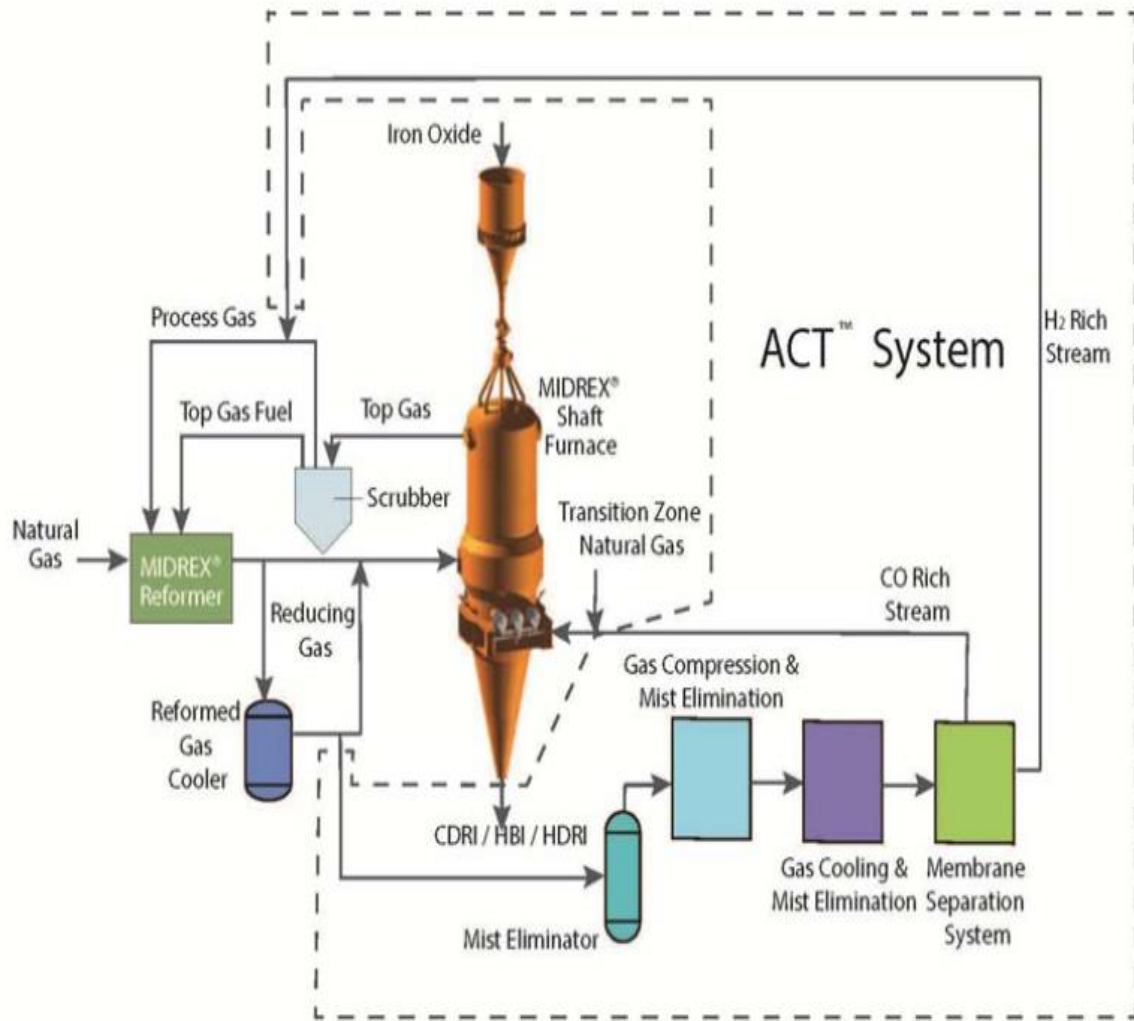 Iron Oxide
Process Gas
H2 Rich
Stream
ACT™ System
MIDREX®
Shaft
Furnace
Top Gas Fuel
Top Gas
Scrubber
Transition Zone
Natural Gas
Natural
Gas
MIDREX®
Reformer
CO Rich
Stream
Reducing
Gas
Gas Compression &
Mist Elimination
Reformed
Gas
Cooler
CDRI / HBI / HDRI
Gas Cooling &
Mist Elimination
Membrane
Separation
System
Mist Eliminator